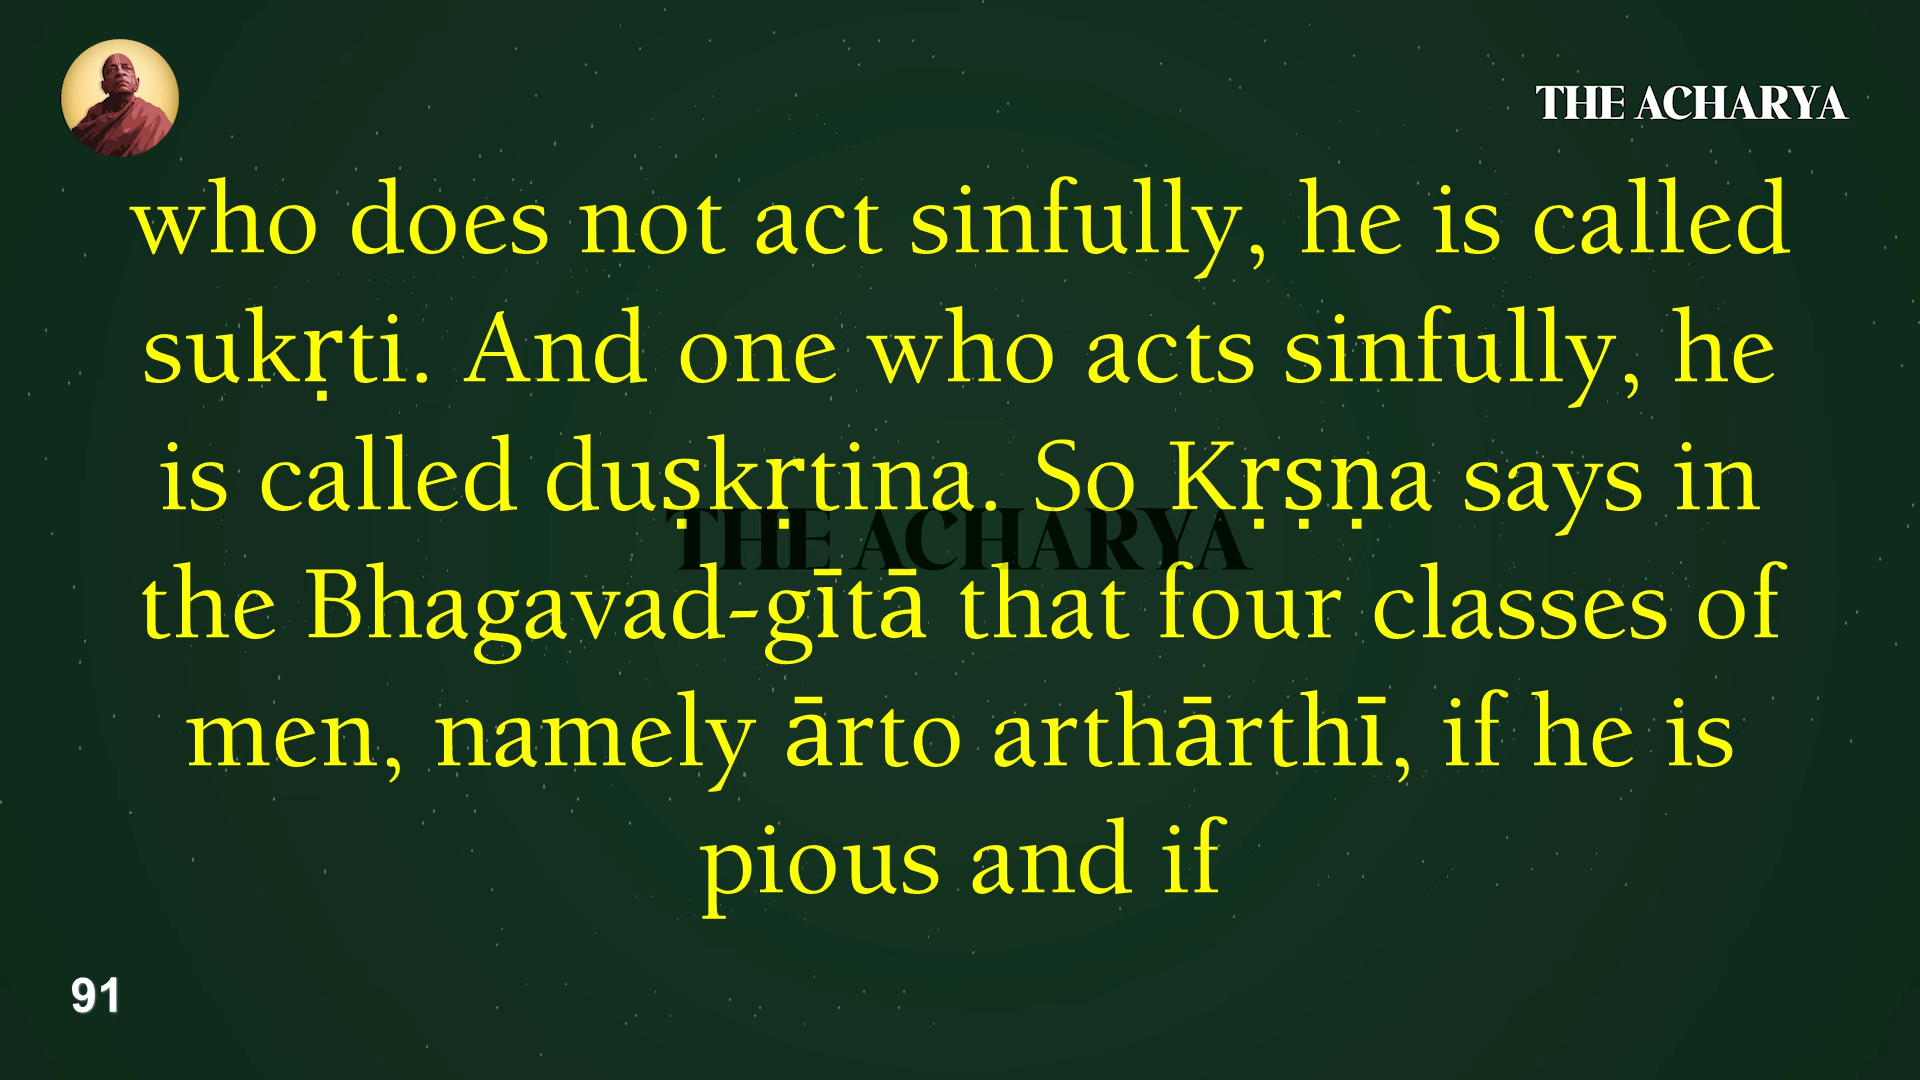 THE ACHARYA
who does not act sinfully, he is called
sukṛti. And one who acts sinfully, he
is called duṣkṛtina. So Kṛṣṇa says in
THE ACHARYA
the Bhagavad-gītā that four classes of
men, namely ārto arthārthī, if he is
pious and if
91